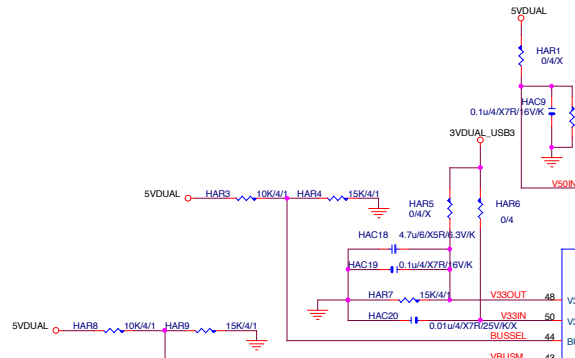 5VDUAL
HAR1
0/4/X
HAC9
0.1u/4/X7R/16V/K
3VDUAL_USB3
V50IN
5VDUAL HAR3 10K/4/1 HAR4 15K/4/1
HAR5
0/4/X
HAR6
0/4
HAC18 4.7u/6/X5R/6.3V/K
HAC19 0.1u/4/X7R/16V/K
HAR7 15K/4/1 V33OUT 48
HAC20 0.01u/4/X7R/25V/K/X V33IN 50
5VDUAL HAR8 10K/4/1 HAR9 15K/4/1
BUSSEL 44